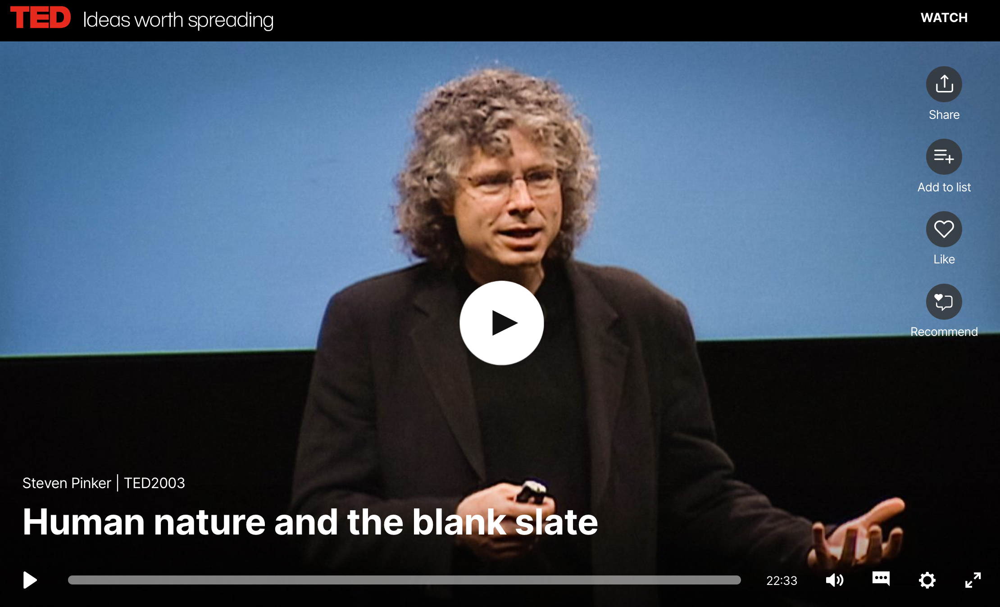 TED Ideas worth spreading
WATCH
Share
Add to list
Like
Recommend
Steven Pinker | TED2003
Human nature and the blank slate
22:33